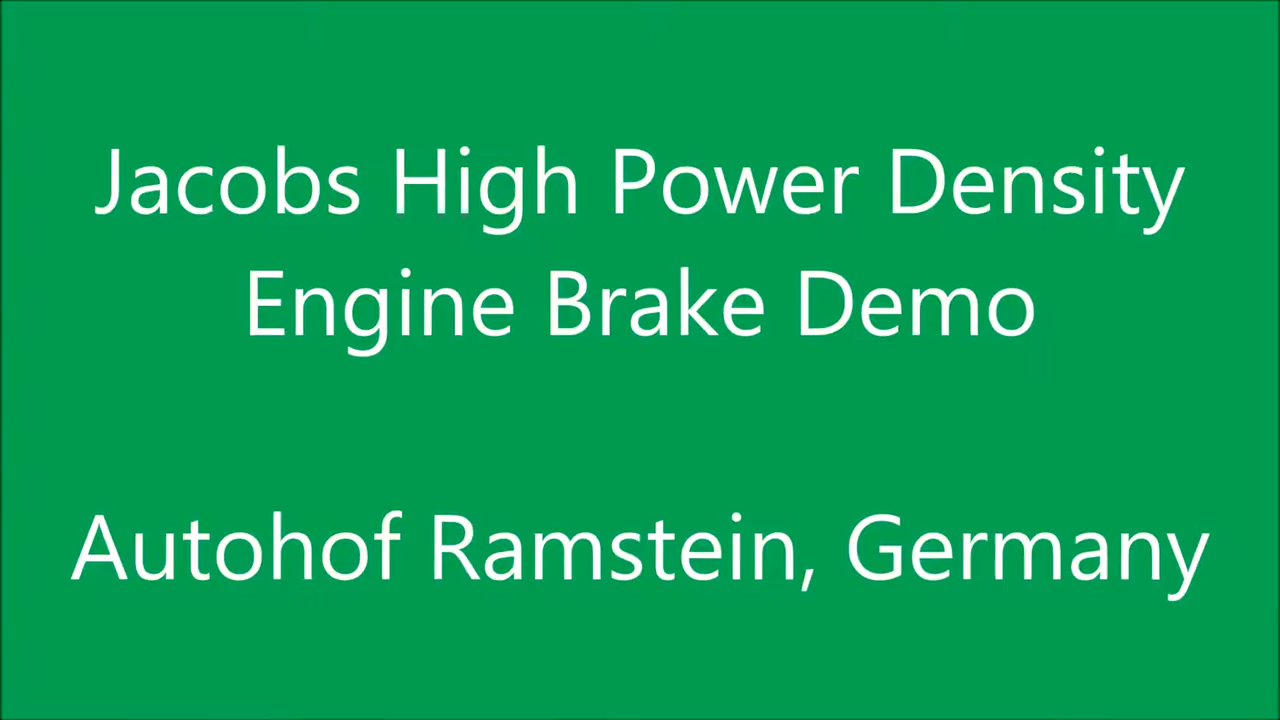 Jacobs High Power Density
Engine Brake Demo
Autohof Ramstein, Germany